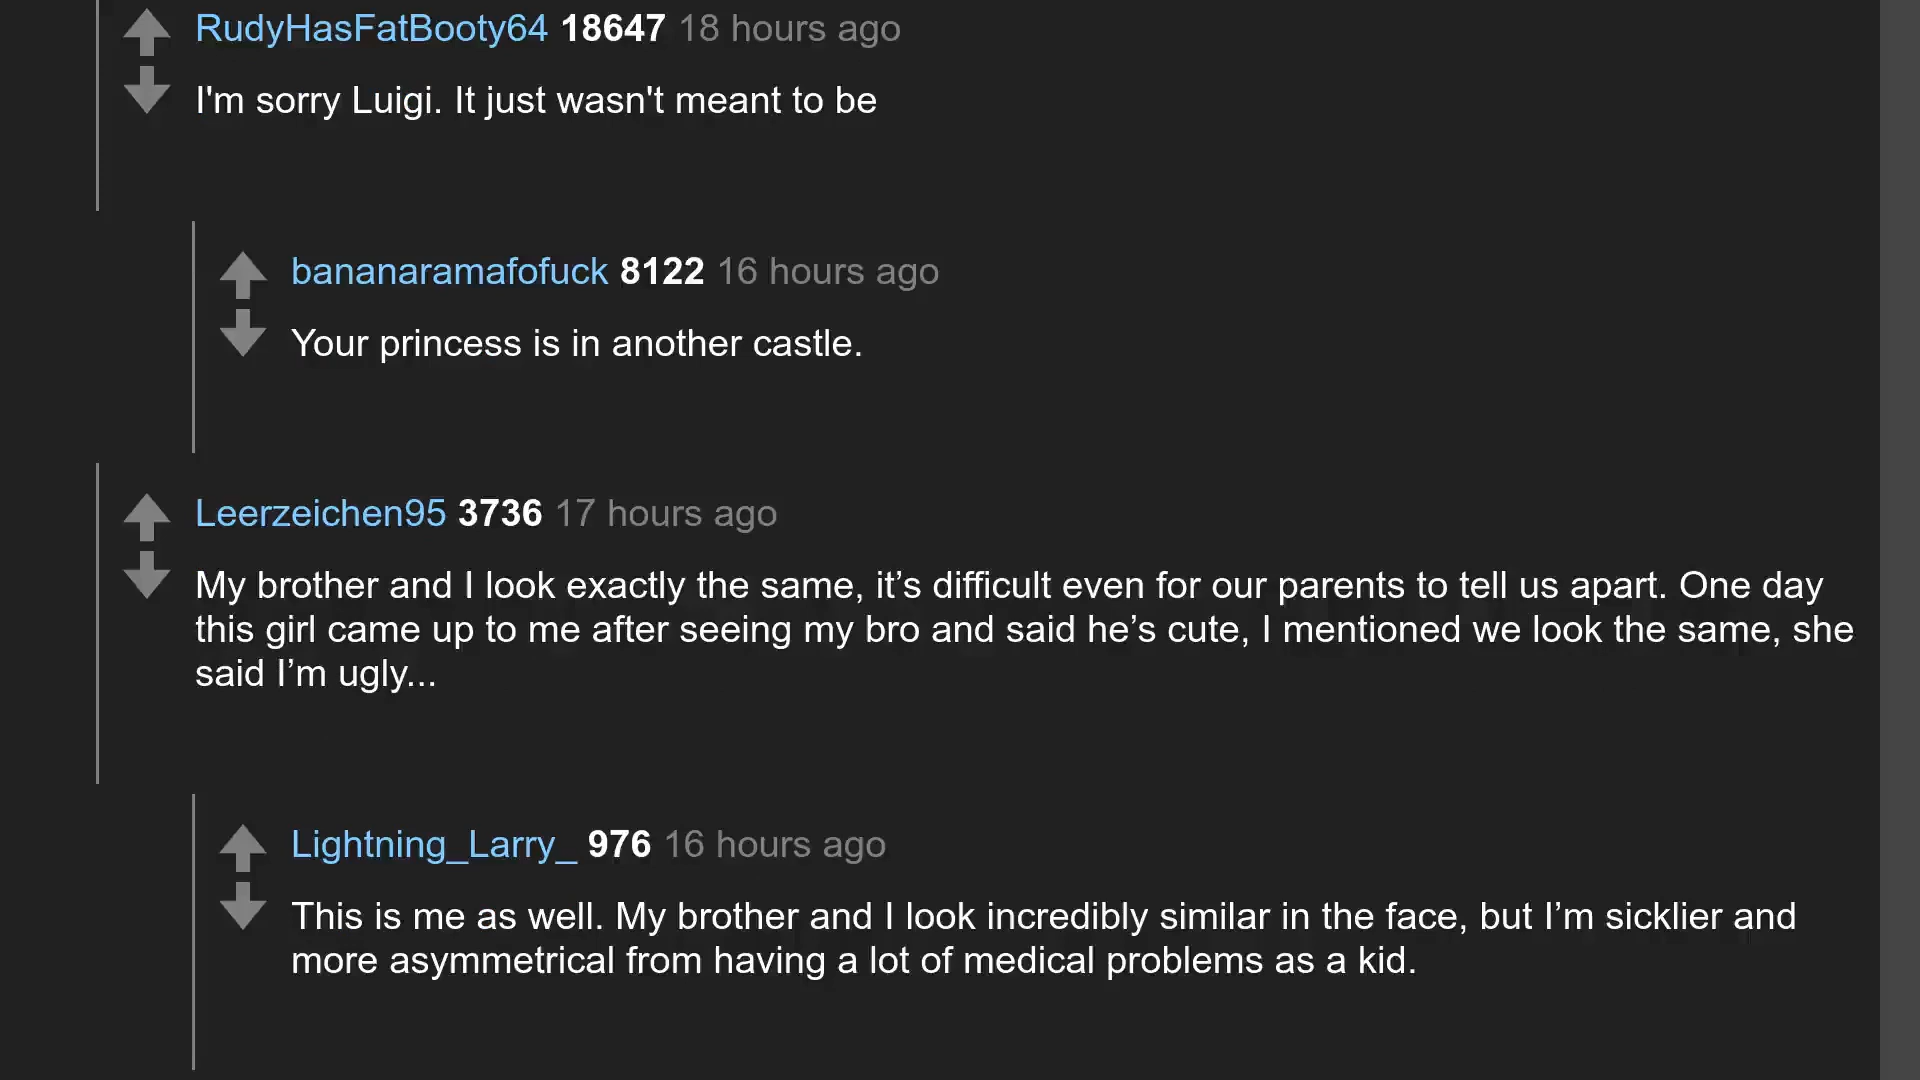 RudyHasFatBooty64 18647 18 hours ago
I'm sorry Luigi. It just wasn't meant to be
bananaramafofuck 8122 16 hours ago
Your princess is in another castle.
Leerzeichen95 3736 17 hours ago
My brother and I look exactly the same, it’s difficult even for our parents to tell us apart. One day
this girl came up to me after seeing my bro and said he’s cute, I mentioned we look the same, she
said I’m ugly...
Lightning_Larry_ 976 16 hours ago
This is me as well. My brother and I look incredibly similar in the face, but I’m sicklier and
more asymmetrical from having a lot of medical problems as a kid.